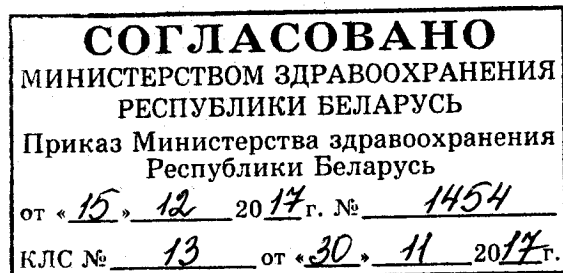 СОГЛАСОВАНО
МИНИСТЕРСТВОМ ЗДРАВООХРАНЕНИЯ
РЕСПУБЛИКИ БЕЛАРУСЬ
Приказ Министерства здравоохранения
Республики Беларусь
от «15» 12 2017г. № 1454
КЛС № 13 от «30» 11 2017г.